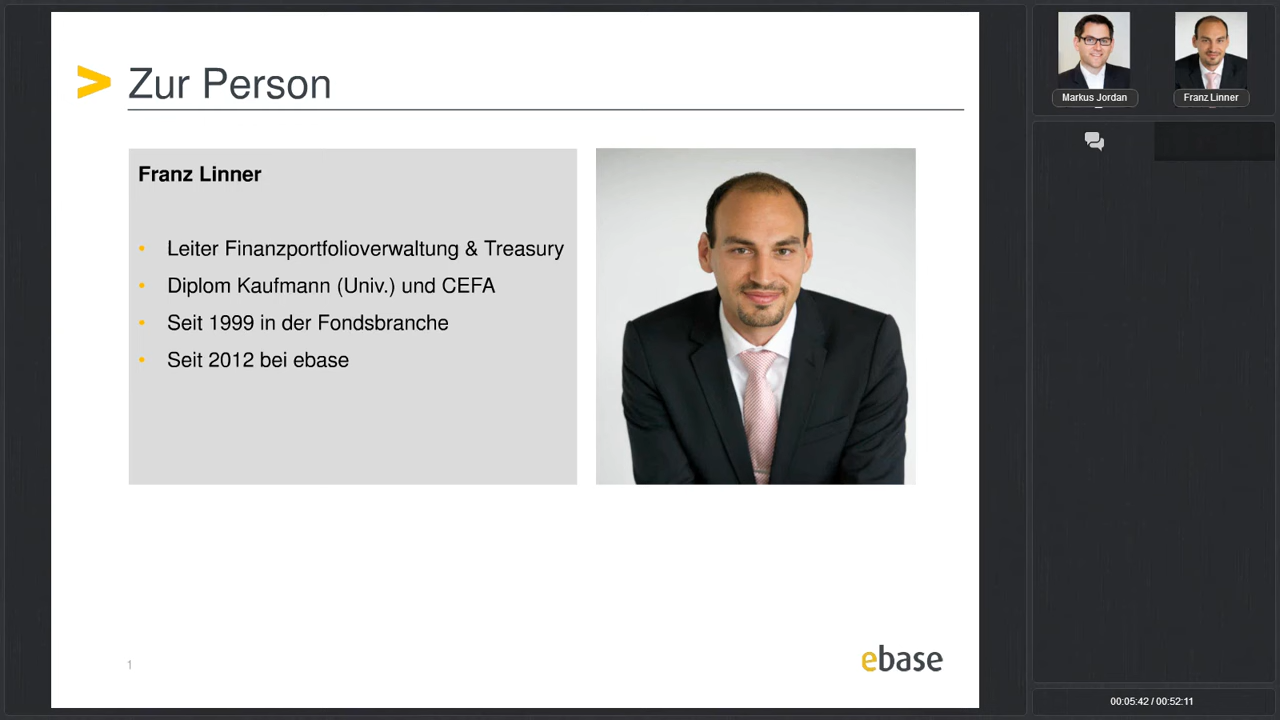 > Zur Person
Franz Linner
• Leiter Finanzportfolioverwaltung & Treasury
• Diplom Kaufmann (Univ.) und CEFA
• Seit 1999 in der Fondsbranche
• Seit 2012 bei ebase
1
ebase
Markus Jordan
Franz Linner
00:05:42 / 00:52:11